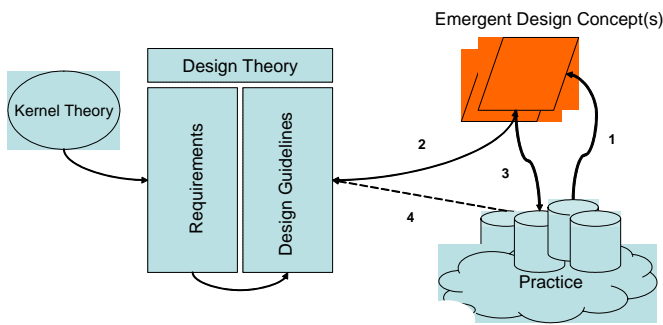 Emergent Design Concept(s)
Design Theory
Kernel Theory
Requirements
Design Guidelines
2
1
3
4
Practice